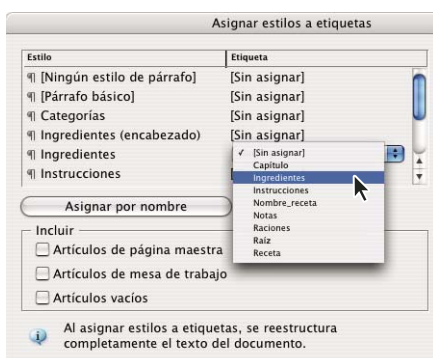 Asignar estilos a etiquetas
Estilo Etiqueta
¶ [Ningún estilo de párrafo] [Sin asignar]
¶ [Párrafo básico] [Sin asignar]
¶ Categorías [Sin asignar]
¶ Ingredientes (encabezado) [Sin asignar]
¶ Ingredientes ✓ [Sin asignar]
¶ Instrucciones
Capítulo
Ingredientes
Instrucciones
Nombre_receta
Notas
Raciones
Raíz
Receta
Asignar por nombre
Incluir
Artículos de página maestra
Artículos de mesa de trabajo
Artículos vacíos
Al asignar estilos a etiquetas, se reestructura
completamente el texto del documento.